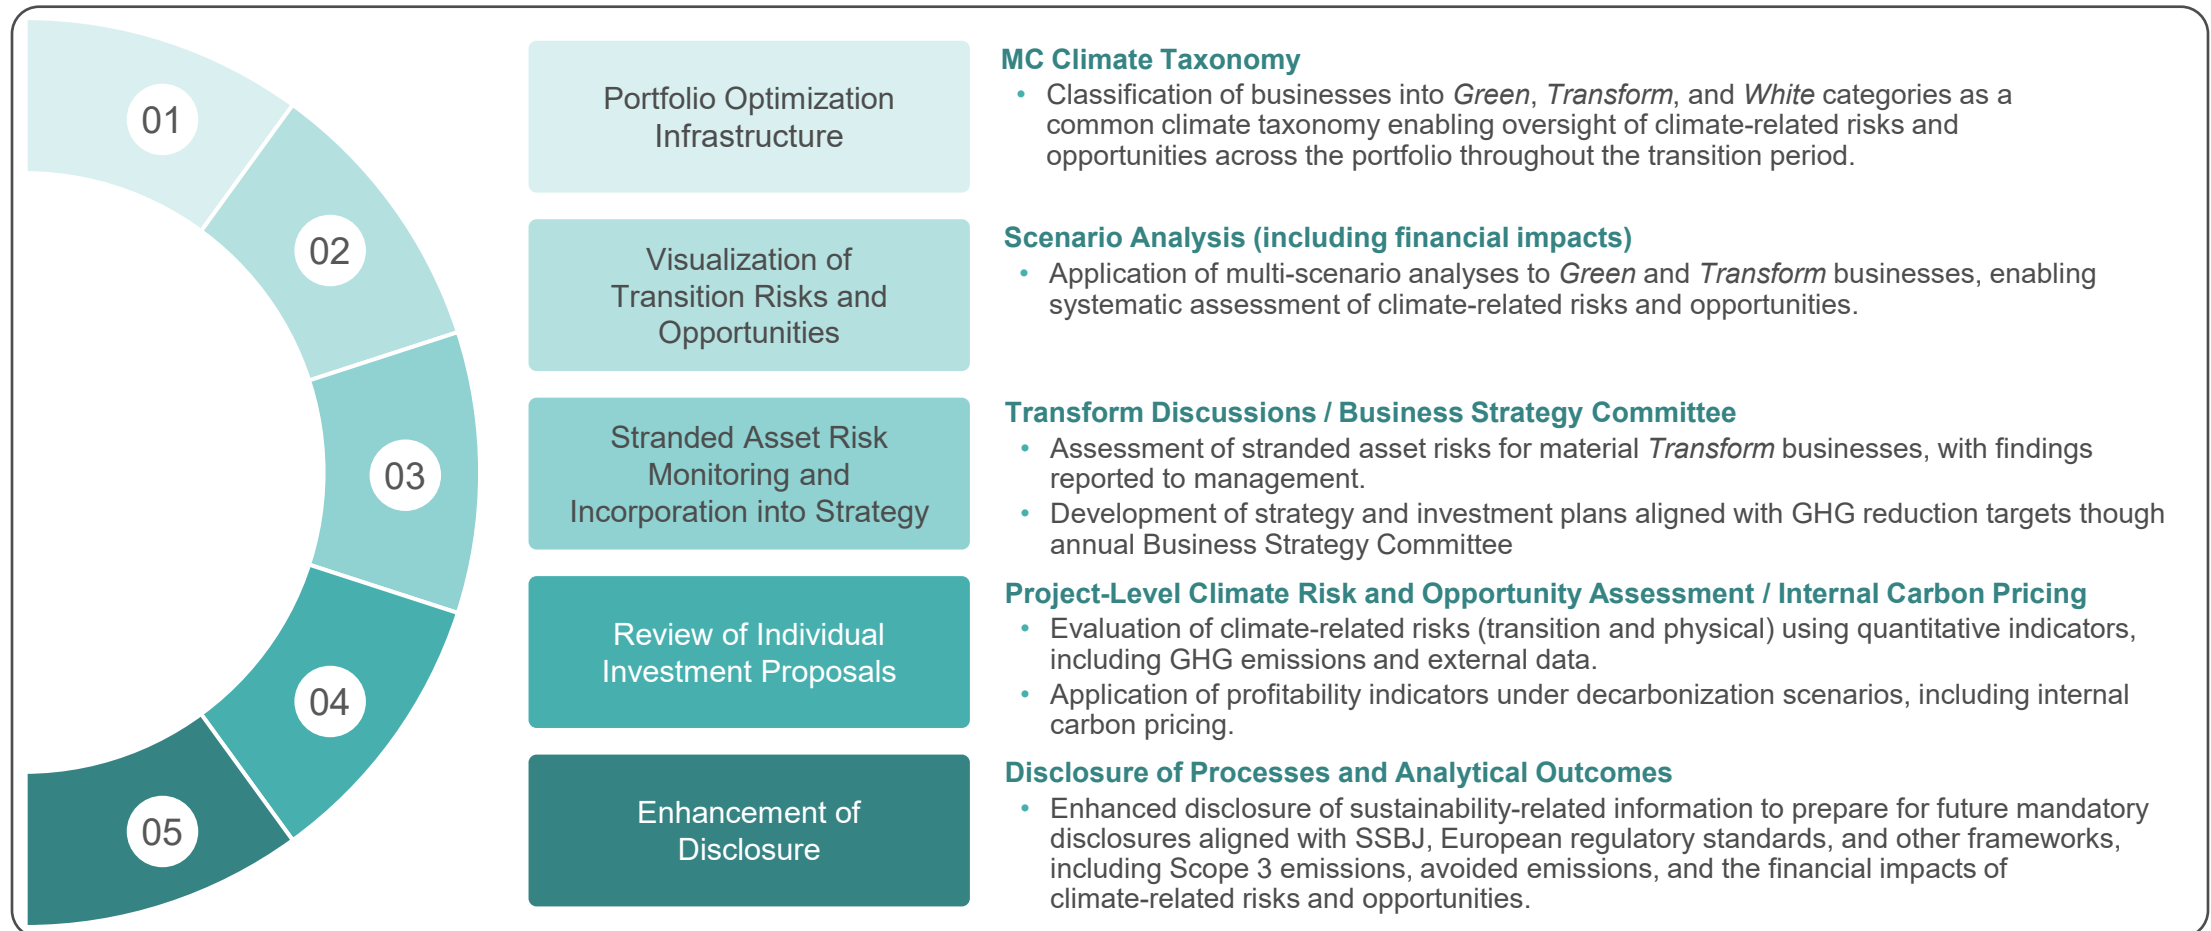 01
Portfolio Optimization
Infrastructure
MC Climate Taxonomy
• Classification of businesses into Green, Transform, and White categories as a
common climate taxonomy enabling oversight of climate-related risks and
opportunities across the portfolio throughout the transition period.
02
Visualization of
Transition Risks and
Opportunities
Scenario Analysis (including financial impacts)
• Application of multi-scenario analyses to Green and Transform businesses, enabling
systematic assessment of climate-related risks and opportunities.
03
Stranded Asset Risk
Monitoring and
Incorporation into Strategy
Transform Discussions / Business Strategy Committee
• Assessment of stranded asset risks for material Transform businesses, with findings
reported to management.
• Development of strategy and investment plans aligned with GHG reduction targets though
annual Business Strategy Committee
04
Review of Individual
Investment Proposals
Project-Level Climate Risk and Opportunity Assessment / Internal Carbon Pricing
• Evaluation of climate-related risks (transition and physical) using quantitative indicators,
including GHG emissions and external data.
• Application of profitability indicators under decarbonization scenarios, including internal
carbon pricing.
05
Enhancement of
Disclosure
Disclosure of Processes and Analytical Outcomes
• Enhanced disclosure of sustainability-related information to prepare for future mandatory
disclosures aligned with SSBJ, European regulatory standards, and other frameworks,
including Scope 3 emissions, avoided emissions, and the financial impacts of
climate-related risks and opportunities.